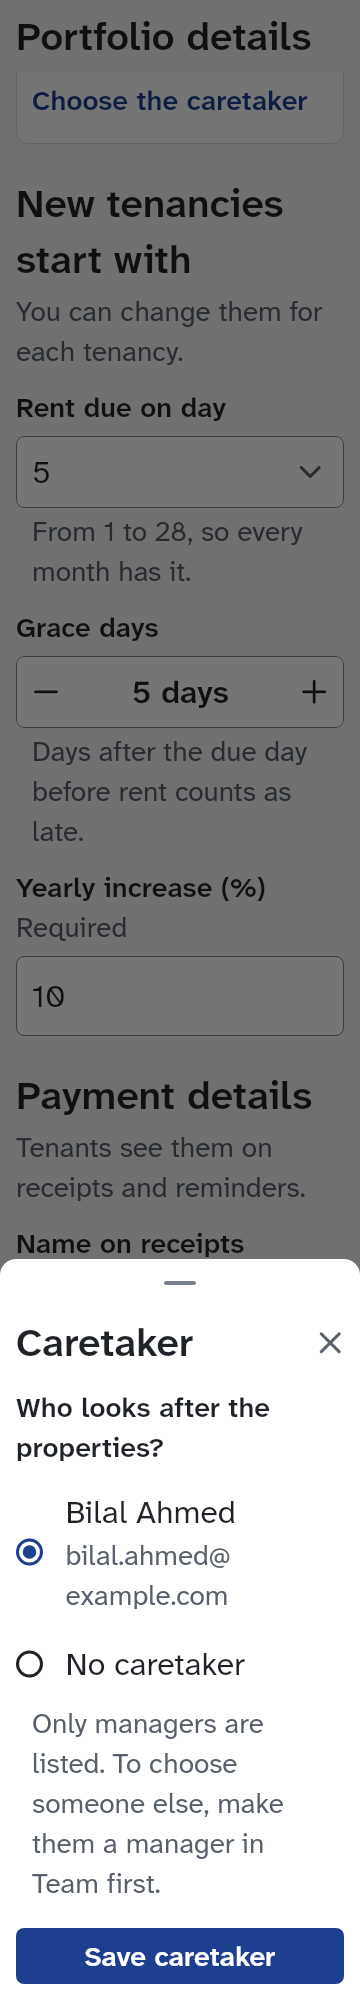 Portfolio details
Choose the caretaker
New tenancies
start with
You can change them for
each tenancy.
Rent due on day
5
From 1 to 28, so every
month has it.
Grace days
5 days
Days after the due day
before rent counts as
late.
Yearly increase (%)
Required
10
Payment details
Tenants see them on
receipts and reminders.
Name on receipts
Caretaker
Who looks after the
properties?
Bilal Ahmed
bilal.ahmed@
example.com
No caretaker
Only managers are
listed. To choose
someone else, make
them a manager in
Team first.
Save caretaker